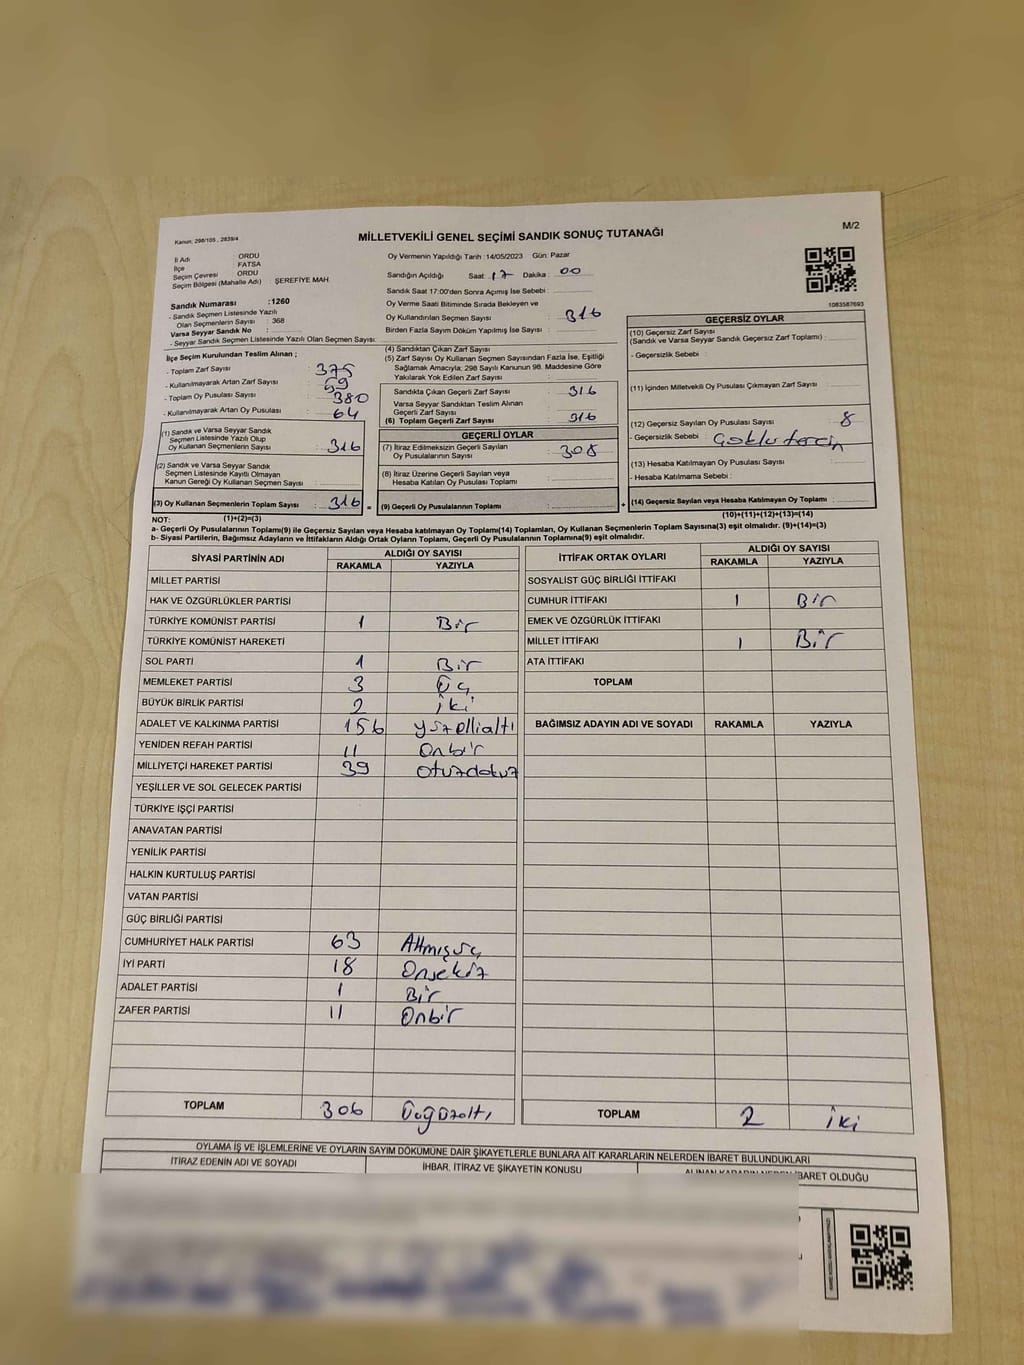 Kanun: 298/105, 2839/4
MİLLETVEKİLİ GENEL SEÇİMİ SANDIK SONUÇ TUTANAĞI
M/2
İl Adı ORDU
İlçe FATSA
Seçim Çevresi ORDU
Seçim Bölgesi (Mahalle Adı) ŞEREFİYE MAH
Sandık Numarası :1260
- Sandık Seçmen Listesinde Yazılı
Olan Seçmenlerin Sayısı : 368
Varsa Seyyar Sandık No :
- Seyyar Sandık Seçmen Listesinde Yazılı Olan Seçmen Sayısı:
İlçe Seçim Kurulundan Teslim Alınan ;
- Toplam Zarf Sayısı : 375
- Kullanılmayarak Artan Zarf Sayısı : 59
- Toplam Oy Pusulası Sayısı : 380
- Kullanılmayarak Artan Oy Pusulası : 64
(1) Sandık ve Varsa Seyyar Sandık
Seçmen Listesinde Yazılı Olup
Oy Kullanan Seçmenlerin Sayısı : 316
(2) Sandık ve Varsa Seyyar Sandık
Seçmen Listesinde Kayıtlı Olmayan
Kanun Gereği Oy Kullanan Seçmen Sayısı :
(3) Oy Kullanan Seçmenlerin Toplam Sayısı : 316
(1)+(2)=(3)
Oy Vermenin Yapıldığı Tarih : 14/05/2023 Gün: Pazar
Sandığın Açıldığı Saat : 17 Dakika : 00
Sandık Saat 17:00'den Sonra Açımış İse Sebebi :
Oy Verme Saati Bitiminde Sırada Bekleyen ve
Oy Kullandırılan Seçmen Sayısı : 316
Birden Fazla Sayım Döküm Yapılmış İse Sayısı :
(4) Sandıktan Çıkan Zarf Sayısı :
(5) Zarf Sayısı Oy Kullanan Seçmen Sayısından Fazla İse, Eşitliği
Sağlamak Amacıyla; 298 Sayılı Kanunun 98. Maddesine Göre
Yakılarak Yok Edilen Zarf Sayısı :
Sandıkta Çıkan Geçerli Zarf Sayısı : 316
Varsa Seyyar Sandıktan Teslim Alınan
Geçerli Zarf Sayısı :
(6) Toplam Geçerli Zarf Sayısı : 316
GEÇERLİ OYLAR
(7) İtiraz Edilmeksizin Geçerli Sayılan
Oy Pusulalarının Sayısı : 308
(8) İtiraz Üzerine Geçerli Sayılan veya
Hesaba Katılan Oy Pusulası Toplamı :
= (9) Geçerli Oy Pusulalarının Toplamı :
1083587693
GEÇERSİZ OYLAR
(10) Geçersiz Zarf Sayısı
(Sandık ve Varsa Seyyar Sandık Geçersiz Zarf Toplamı) :
- Geçersizlik Sebebi :
(11) İçinden Milletvekili Oy Pusulası Çıkmayan Zarf Sayısı :
(12) Geçersiz Sayılan Oy Pusulası Sayısı : 8
- Geçersizlik Sebebi :
(13) Hesaba Katılmayan Oy Pusulası Sayısı :
- Hesaba Katılmama Sebebi :
+ (14) Geçersiz Sayılan veya Hesaba Katılmayan Oy Toplamı :
(10)+(11)+(12)+(13)=(14)
NOT:
a- Geçerli Oy Pusulalarının Toplamı(9) ile Geçersiz Sayılan veya Hesaba katılmayan Oy Toplamı(14) Toplamları, Oy Kullanan Seçmenlerin Toplam Sayısına(3) eşit olmalıdır. (9)+(14)=(3)
b- Siyasi Partilerin, Bağımsız Adayların ve İttifakların Aldığı Ortak Oyların Toplamı, Geçerli Oy Pusulalarının Toplamına(9) eşit olmalıdır.
SİYASİ PARTİNİN ADI ALDIĞI OY SAYISI
RAKAMLA YAZIYLA
MİLLET PARTİSİ
HAK VE ÖZGÜRLÜKLER PARTİSİ
TÜRKİYE KOMÜNİST PARTİSİ 1 Bir
TÜRKİYE KOMÜNİST HAREKETİ
SOL PARTİ 1 Bir
MEMLEKET PARTİSİ 3 Üç
BÜYÜK BİRLİK PARTİSİ 2 iki
ADALET VE KALKINMA PARTİSİ 156 yüzellialtı
YENİDEN REFAH PARTİSİ 11 Onbir
MİLLİYETÇİ HAREKET PARTİSİ 39 otuzdokuz
YEŞİLLER VE SOL GELECEK PARTİSİ
TÜRKİYE İŞÇİ PARTİSİ
ANAVATAN PARTİSİ
YENİLİK PARTİSİ
HALKIN KURTULUŞ PARTİSİ
VATAN PARTİSİ
GÜÇ BİRLİĞİ PARTİSİ
CUMHURİYET HALK PARTİSİ 63 Altmışüç
İYİ PARTİ 18 Onsekiz
ADALET PARTİSİ 1 Bir
ZAFER PARTİSİ 11 Onbir
TOPLAM 306 Üçyüzaltı
İTTİFAK ORTAK OYLARI ALDIĞI OY SAYISI
RAKAMLA YAZIYLA
SOSYALİST GÜÇ BİRLİĞİ İTTİFAKI
CUMHUR İTTİFAKI 1 Bir
EMEK VE ÖZGÜRLÜK İTTİFAKI
MİLLET İTTİFAKI 1 Bir
ATA İTTİFAKI
TOPLAM
BAĞIMSIZ ADAYIN ADI VE SOYADI RAKAMLA YAZIYLA
TOPLAM 2 iki
OYLAMA İŞ VE İŞLEMLERİNE VE OYLARIN SAYIM DÖKÜMÜNE DAİR ŞİKAYETLERLE BUNLARA AİT KARARLARIN NELERDEN İBARET BULUNDUKLARI
İTİRAZ EDENİN ADI VE SOYADI İHBAR, İTİRAZ VE ŞİKAYETİN KONUSU ALINAN KARARIN NEDEN İBARET OLDUĞU